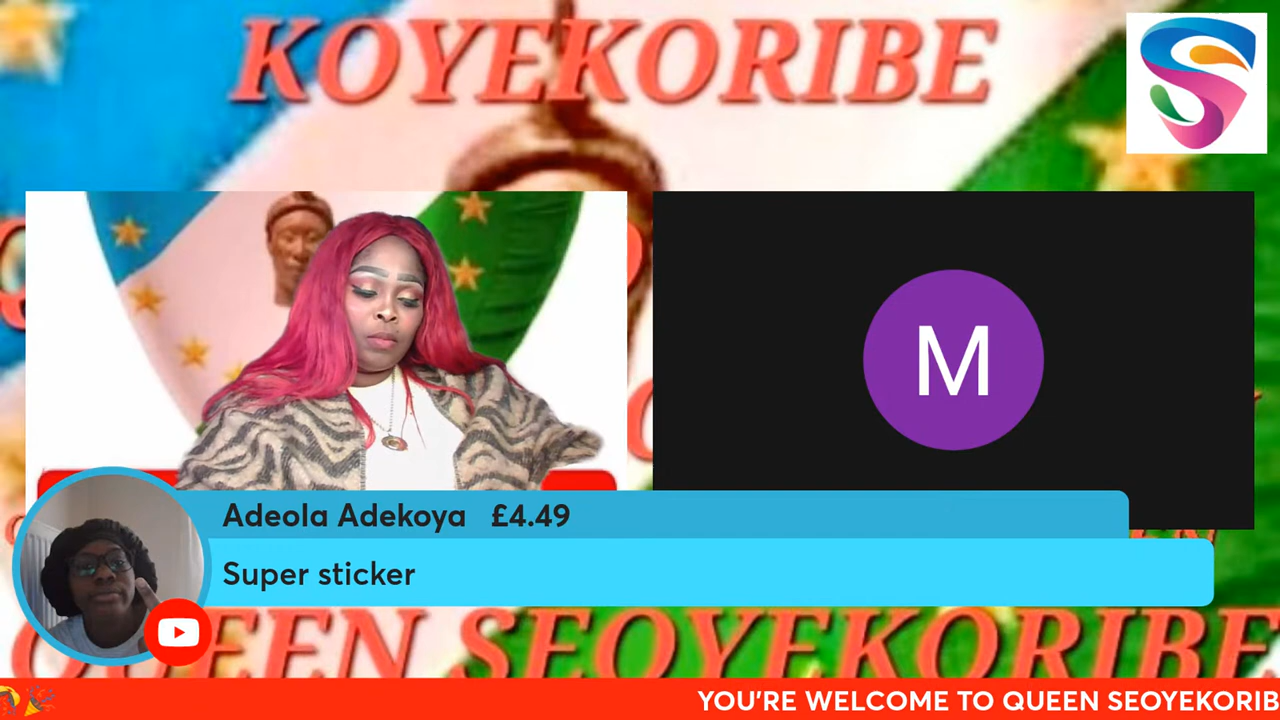 KOYEKORIBE
M
Adeola Adekoya £4.49
Super sticker
QUEEN SEOYEKORIBE
YOU'RE WELCOME TO QUEEN SEOYEKORIB